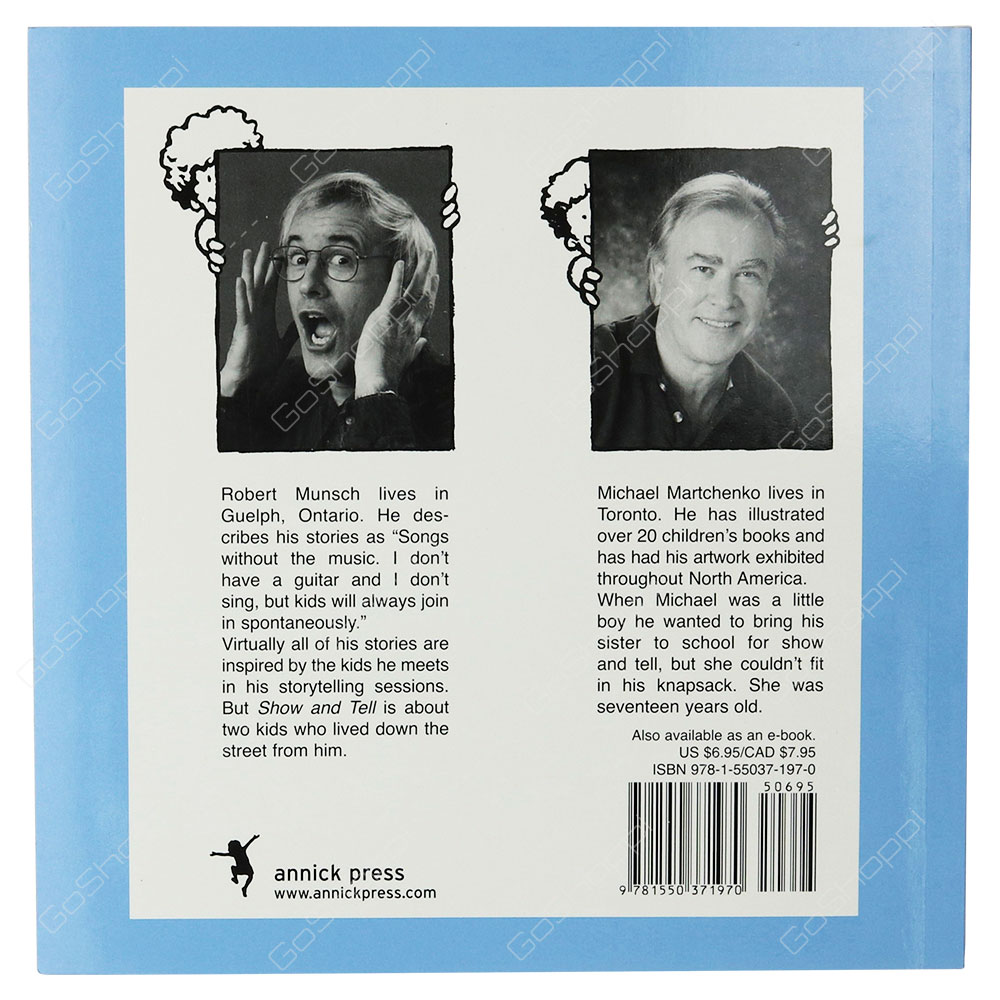 Robert Munsch lives in
Guelph, Ontario. He des-
cribes his stories as “Songs
without the music. I don’t
have a guitar and I don’t
sing, but kids will always join
in spontaneously.”
Virtually all of his stories are
inspired by the kids he meets
in his storytelling sessions.
But Show and Tell is about
two kids who lived down the
street from him.
annick press
www.annickpress.com
Michael Martchenko lives in
Toronto. He has illustrated
over 20 children’s books and
has had his artwork exhibited
throughout North America.
When Michael was a little
boy he wanted to bring his
sister to school for show
and tell, but she couldn’t fit
in his knapsack. She was
seventeen years old.
Also available as an e-book.
US $6.95/CAD $7.95
ISBN 978-1-55037-197-0
50695
9 781550 371970
GoShoppi